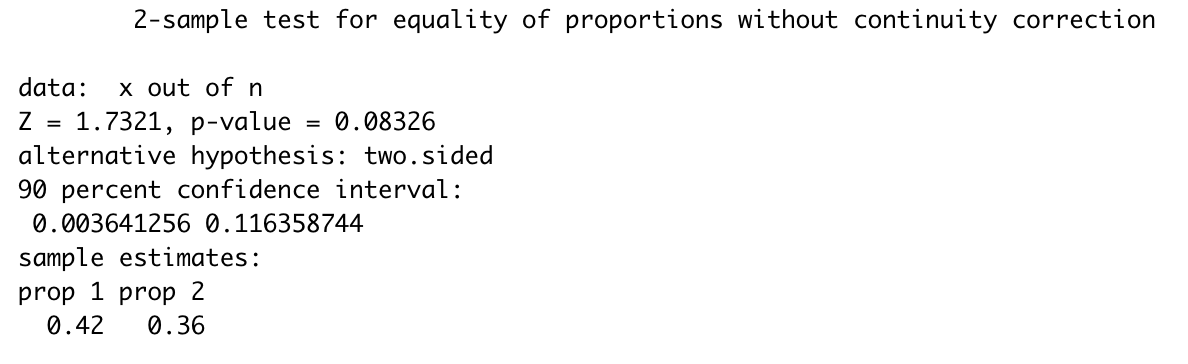 2-sample test for equality of proportions without continuity correction
data:  x out of n
Z = 1.7321, p-value = 0.08326
alternative hypothesis: two.sided
90 percent confidence interval:
0.003641256 0.116358744
sample estimates:
prop 1 prop 2
0.42   0.36